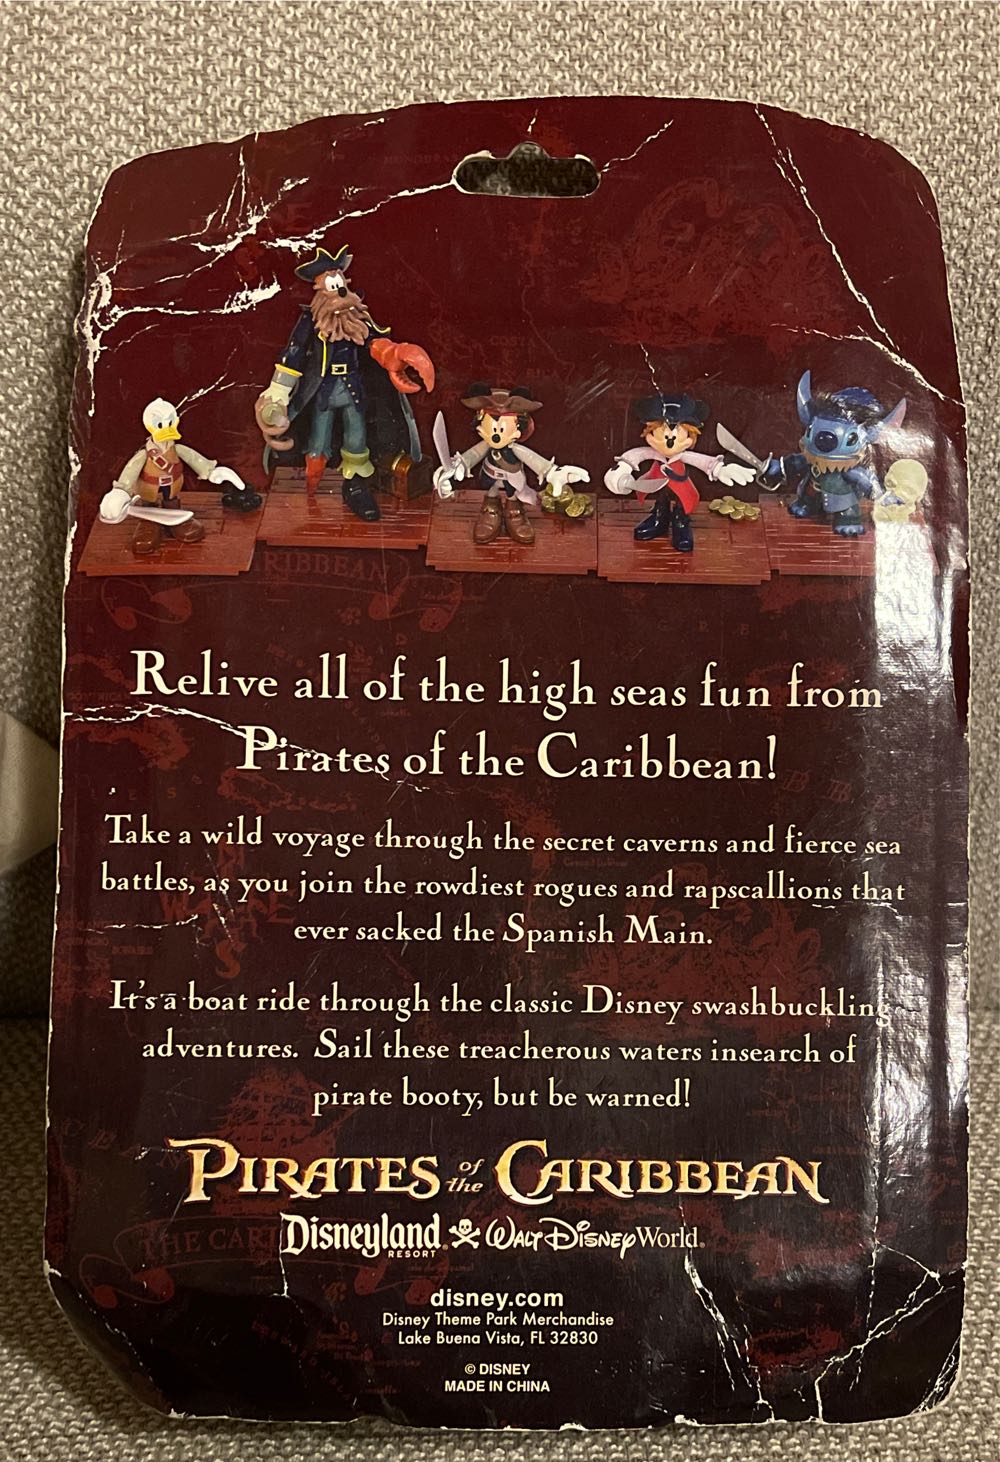 Relive all of the high seas fun from
Pirates of the Caribbean!
Take a wild voyage through the secret caverns and fierce sea
battles, as you join the rowdiest rogues and rapscallions that
ever sacked the Spanish Main.
It's a boat ride through the classic Disney swashbuckling
adventures. Sail these treacherous waters insearch of
pirate booty, but be warned!
PIRATES of the CARIBBEAN
Disneyland RESORT. WALT DISNEY World.
disney.com
Disney Theme Park Merchandise
Lake Buena Vista, FL 32830
© DISNEY
MADE IN CHINA